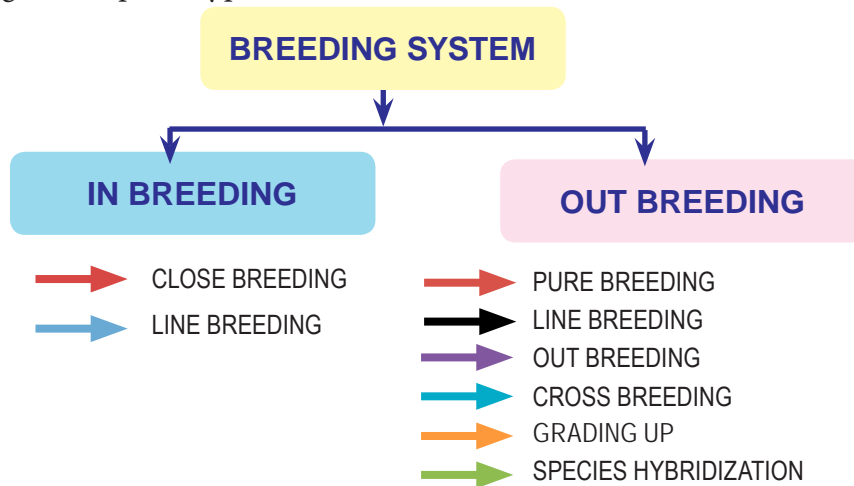 BREEDING SYSTEM
IN BREEDING
CLOSE BREEDING
LINE BREEDING
OUT BREEDING
PURE BREEDING
LINE BREEDING
OUT BREEDING
CROSS BREEDING
GRADING UP
SPECIES HYBRIDIZATION